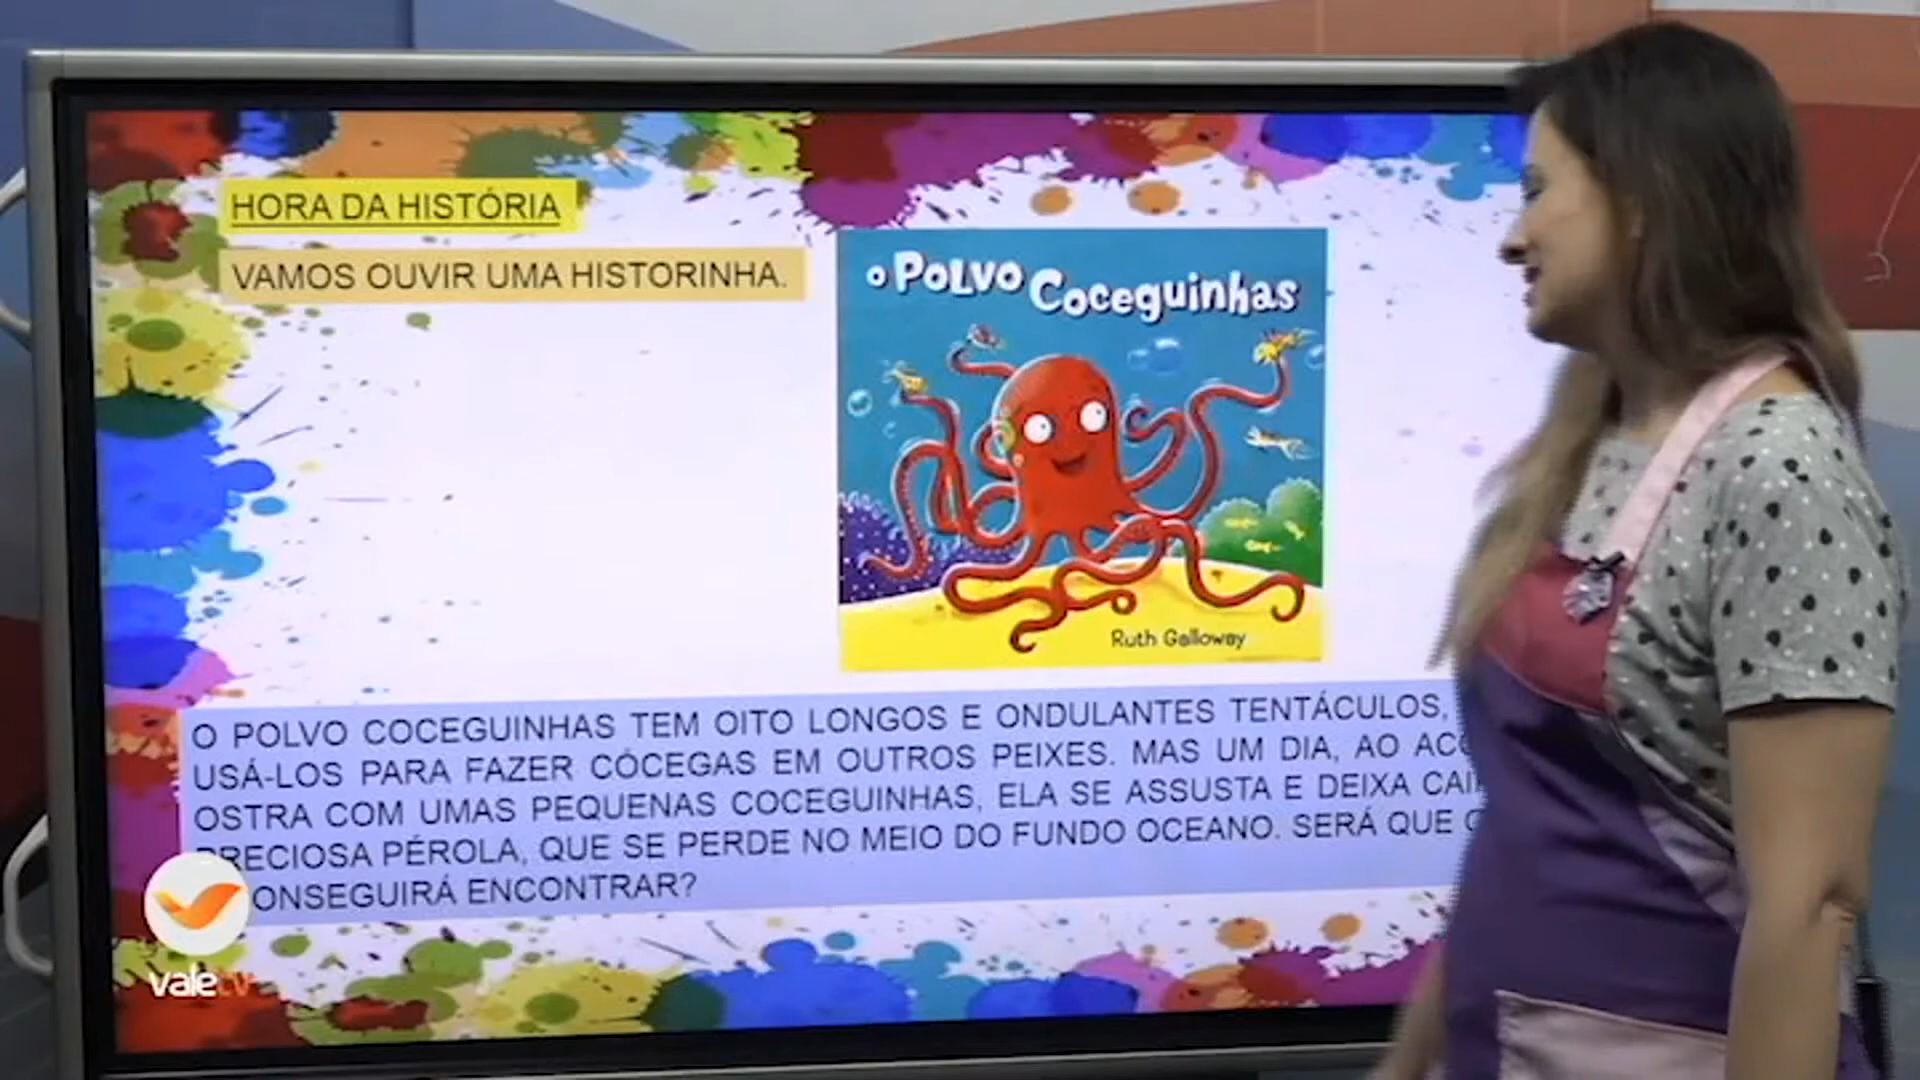 HORA DA HISTÓRIA
VAMOS OUVIR UMA HISTORINHA.
O POLVO Coceguinhas
Ruth Galloway
O POLVO COCEGUINHAS TEM OITO LONGOS E ONDULANTES TENTÁCULOS,
USÁ-LOS PARA FAZER CÓCEGAS EM OUTROS PEIXES. MAS UM DIA, AO
OSTRA COM UMAS PEQUENAS COCEGUINHAS, ELA SE ASSUSTA E DEIXA
PRECIOSA PÉROLA, QUE SE PERDE NO MEIO DO FUNDO OCEANO. SERÁ QUE
ONSEGUIRÁ ENCONTRAR?
valetv